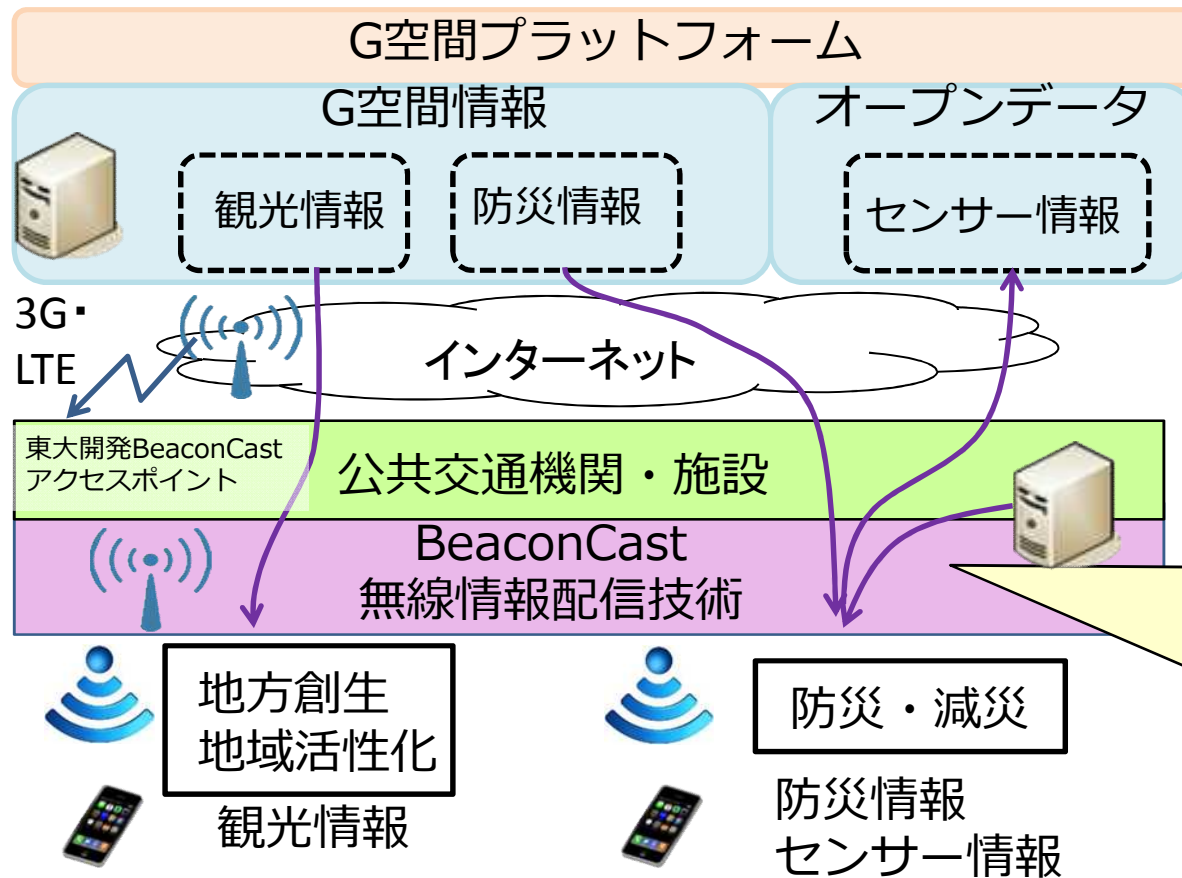 G空間プラットフォーム
G空間情報
オープンデータ
観光情報
防災情報
センサー情報
3G・
LTE
インターネット
東大開発BeaconCast
アクセスポイント
公共交通機関・施設
BeaconCast
無線情報配信技術
地方創生
地域活性化
防災・減災
観光情報
防災情報
センサー情報